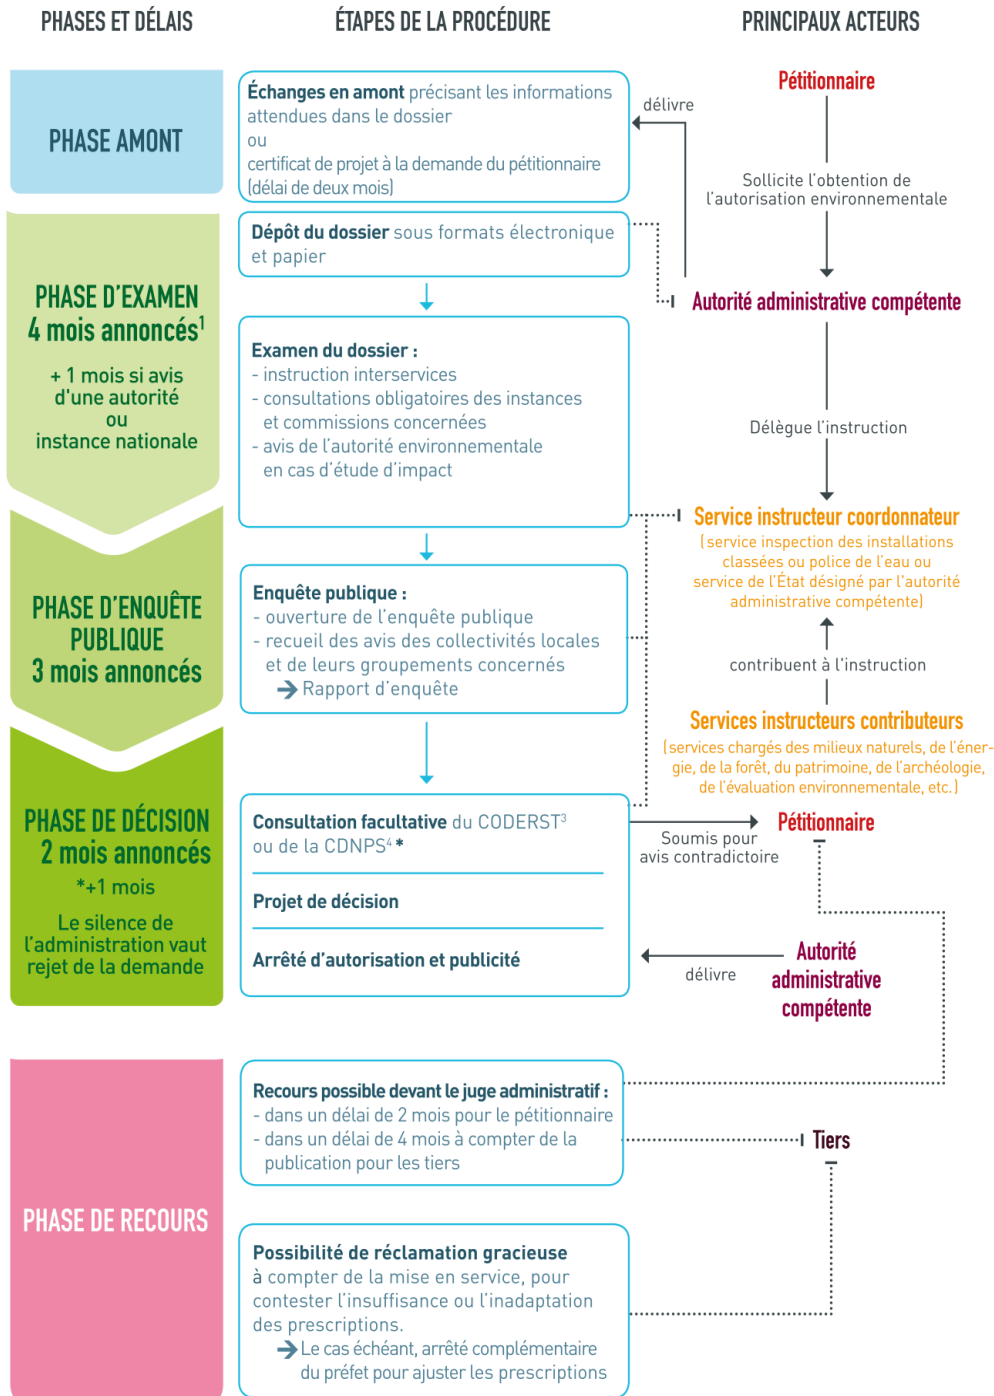 PHASES ET DÉLAIS
ÉTAPES DE LA PROCÉDURE
PRINCIPAUX ACTEURS
PHASE AMONT
Échanges en amont précisant les informations
attendues dans le dossier
ou
certificat de projet à la demande du pétitionnaire
(délai de deux mois)
délivre
Pétitionnaire
Sollicite l'obtention de
l'autorisation environnementale
Dépôt du dossier sous formats électronique
et papier
Autorité administrative compétente
PHASE D'EXAMEN
4 mois annoncés¹
+ 1 mois si avis
d'une autorité
ou
instance nationale
Examen du dossier :
- instruction interservices
- consultations obligatoires des instances
et commissions concernées
- avis de l'autorité environnementale
en cas d'étude d'impact
Délègue l'instruction
Service instructeur coordonnateur
(service inspection des installations
classées ou police de l'eau ou
service de l'État désigné par l'autorité
administrative compétente)
PHASE D'ENQUÊTE
PUBLIQUE
3 mois annoncés
Enquête publique :
- ouverture de l'enquête publique
- recueil des avis des collectivités locales
et de leurs groupements concernés
→ Rapport d'enquête
contribuent à l'instruction
Services instructeurs contributeurs
(services chargés des milieux naturels, de l'éner-
gie, de la forêt, du patrimoine, de l'archéologie,
de l'évaluation environnementale, etc.)
PHASE DE DÉCISION
2 mois annoncés
*+1 mois
Le silence de
l'administration vaut
rejet de la demande
Consultation facultative du CODERST³
ou de la CDNPS⁴ *
Projet de décision
Arrêté d'autorisation et publicité
Soumis pour
avis contradictoire
Pétitionnaire
délivre
Autorité
administrative
compétente
PHASE DE RECOURS
Recours possible devant le juge administratif :
- dans un délai de 2 mois pour le pétitionnaire
- dans un délai de 4 mois à compter de la
publication pour les tiers
Tiers
Possibilité de réclamation gracieuse
à compter de la mise en service, pour
contester l'insuffisance ou l'inadaptation
des prescriptions.
→ Le cas échéant, arrêté complémentaire
du préfet pour ajuster les prescriptions